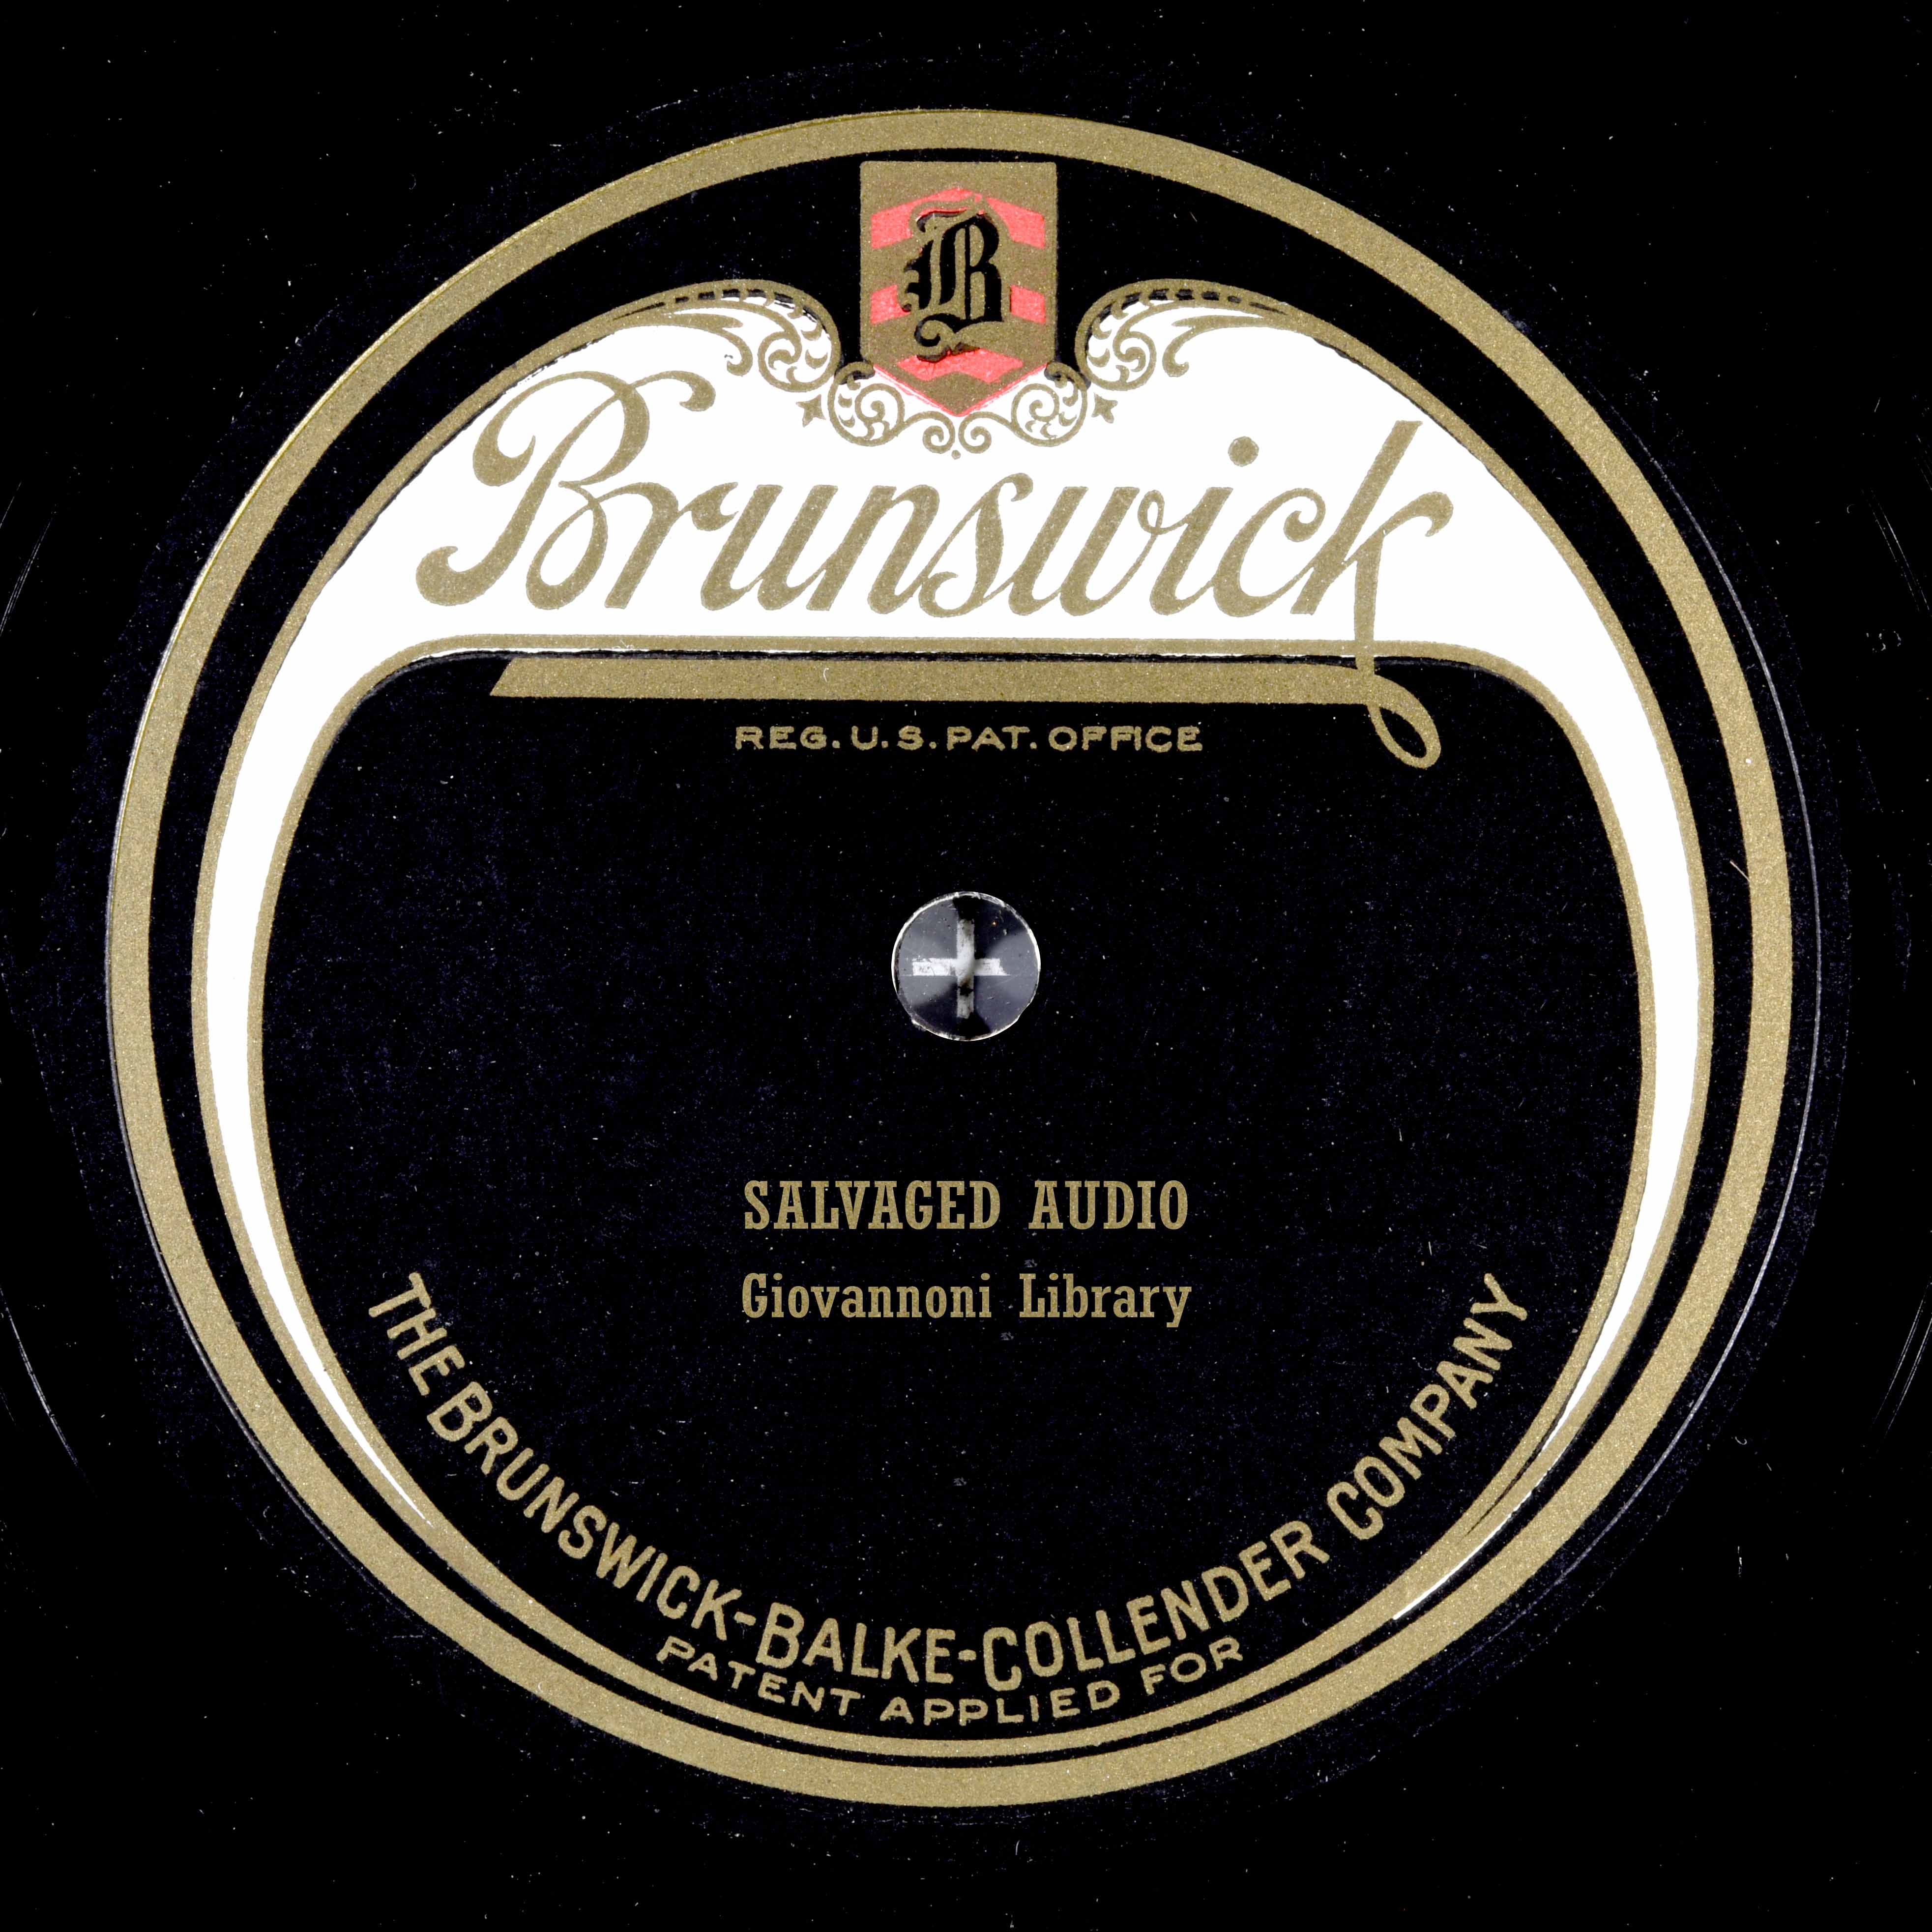 B
Brunswick
REG. U.S. PAT. OFFICE
SALVAGED AUDIO
Giovannoni Library
THE BRUNSWICK-BALKE-COLLENDER COMPANY
PATENT APPLIED FOR